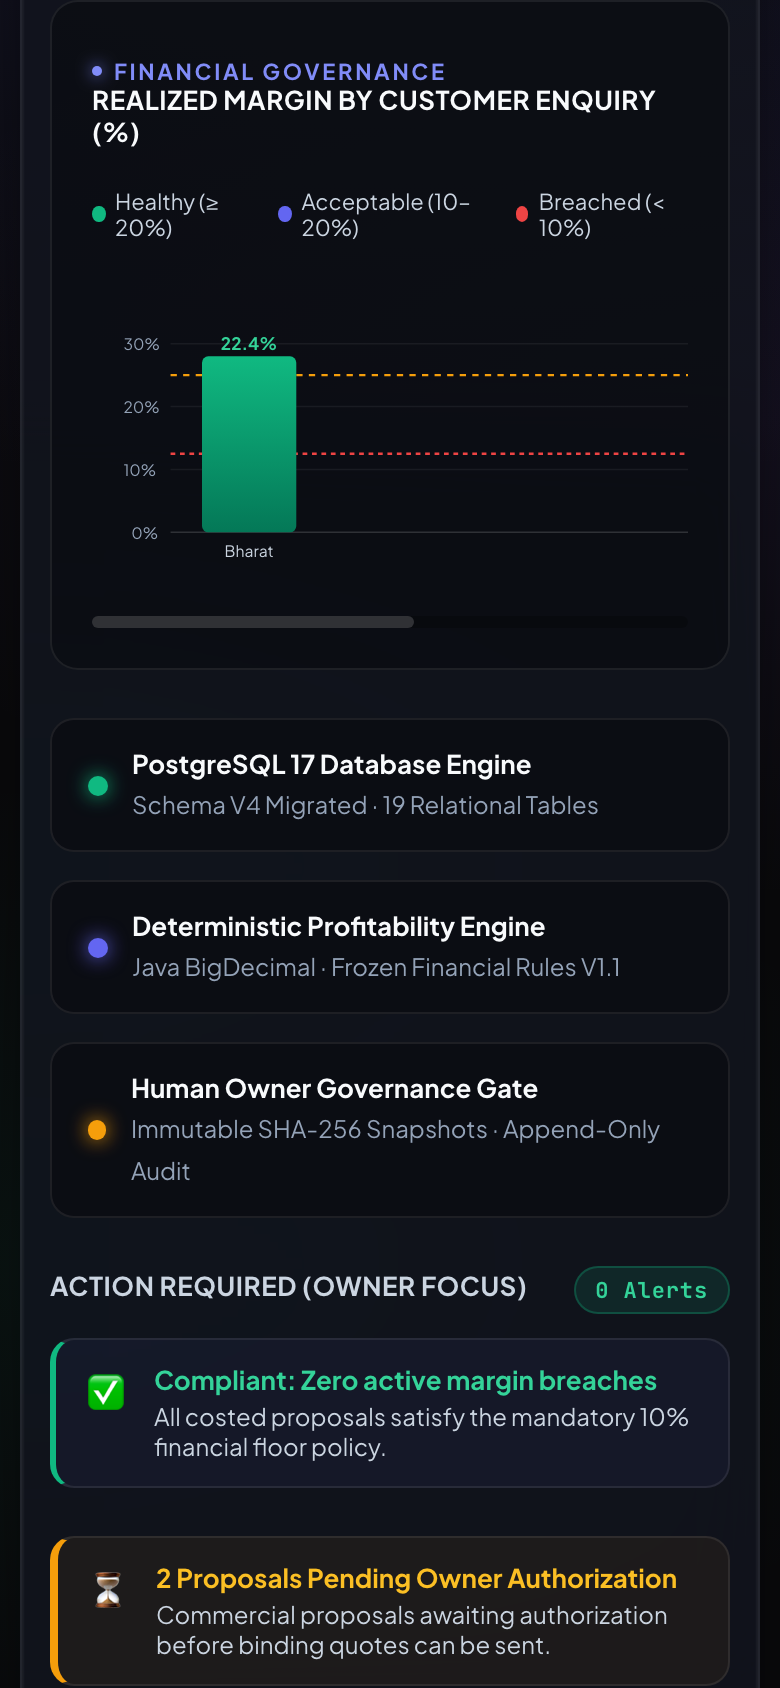 FINANCIAL GOVERNANCE
REALIZED MARGIN BY CUSTOMER ENQUIRY
(%)
Healthy (≥
20%)
Acceptable (10–
20%)
Breached (<
10%)
30%
22.4%
20%
10%
0%
Bharat
PostgreSQL 17 Database Engine
Schema V4 Migrated · 19 Relational Tables
Deterministic Profitability Engine
Java BigDecimal · Frozen Financial Rules V1.1
Human Owner Governance Gate
Immutable SHA-256 Snapshots · Append-Only
Audit
ACTION REQUIRED (OWNER FOCUS)
0 Alerts
Compliant: Zero active margin breaches
All costed proposals satisfy the mandatory 10%
financial floor policy.
2 Proposals Pending Owner Authorization
Commercial proposals awaiting authorization
before binding quotes can be sent.